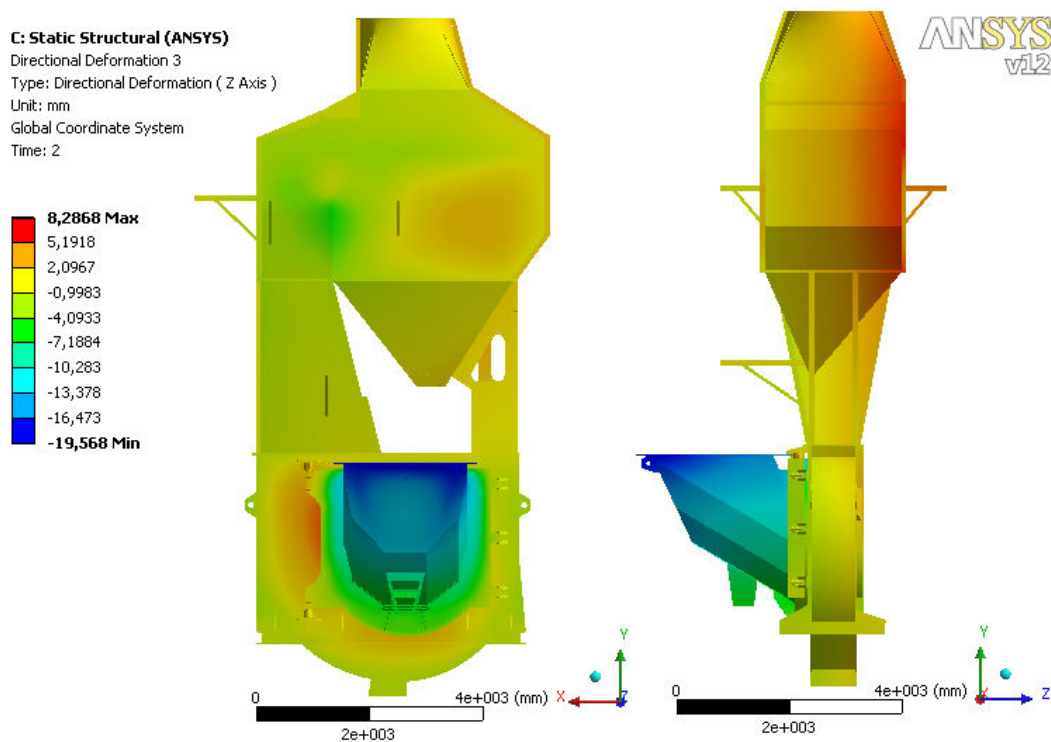 C: Static Structural (ANSYS)
Directional Deformation 3
Type: Directional Deformation ( Z Axis )
Unit: mm
Global Coordinate System
Time: 2
8,2868 Max
5,1918
2,0967
-0,9983
-4,0933
-7,1884
-10,283
-13,378
-16,473
-19,568 Min
ANSYS
v12
Y
X
Z
0
4e+003 (mm)
2e+003
Y
X
Z
0
4e+003 (mm)
2e+003